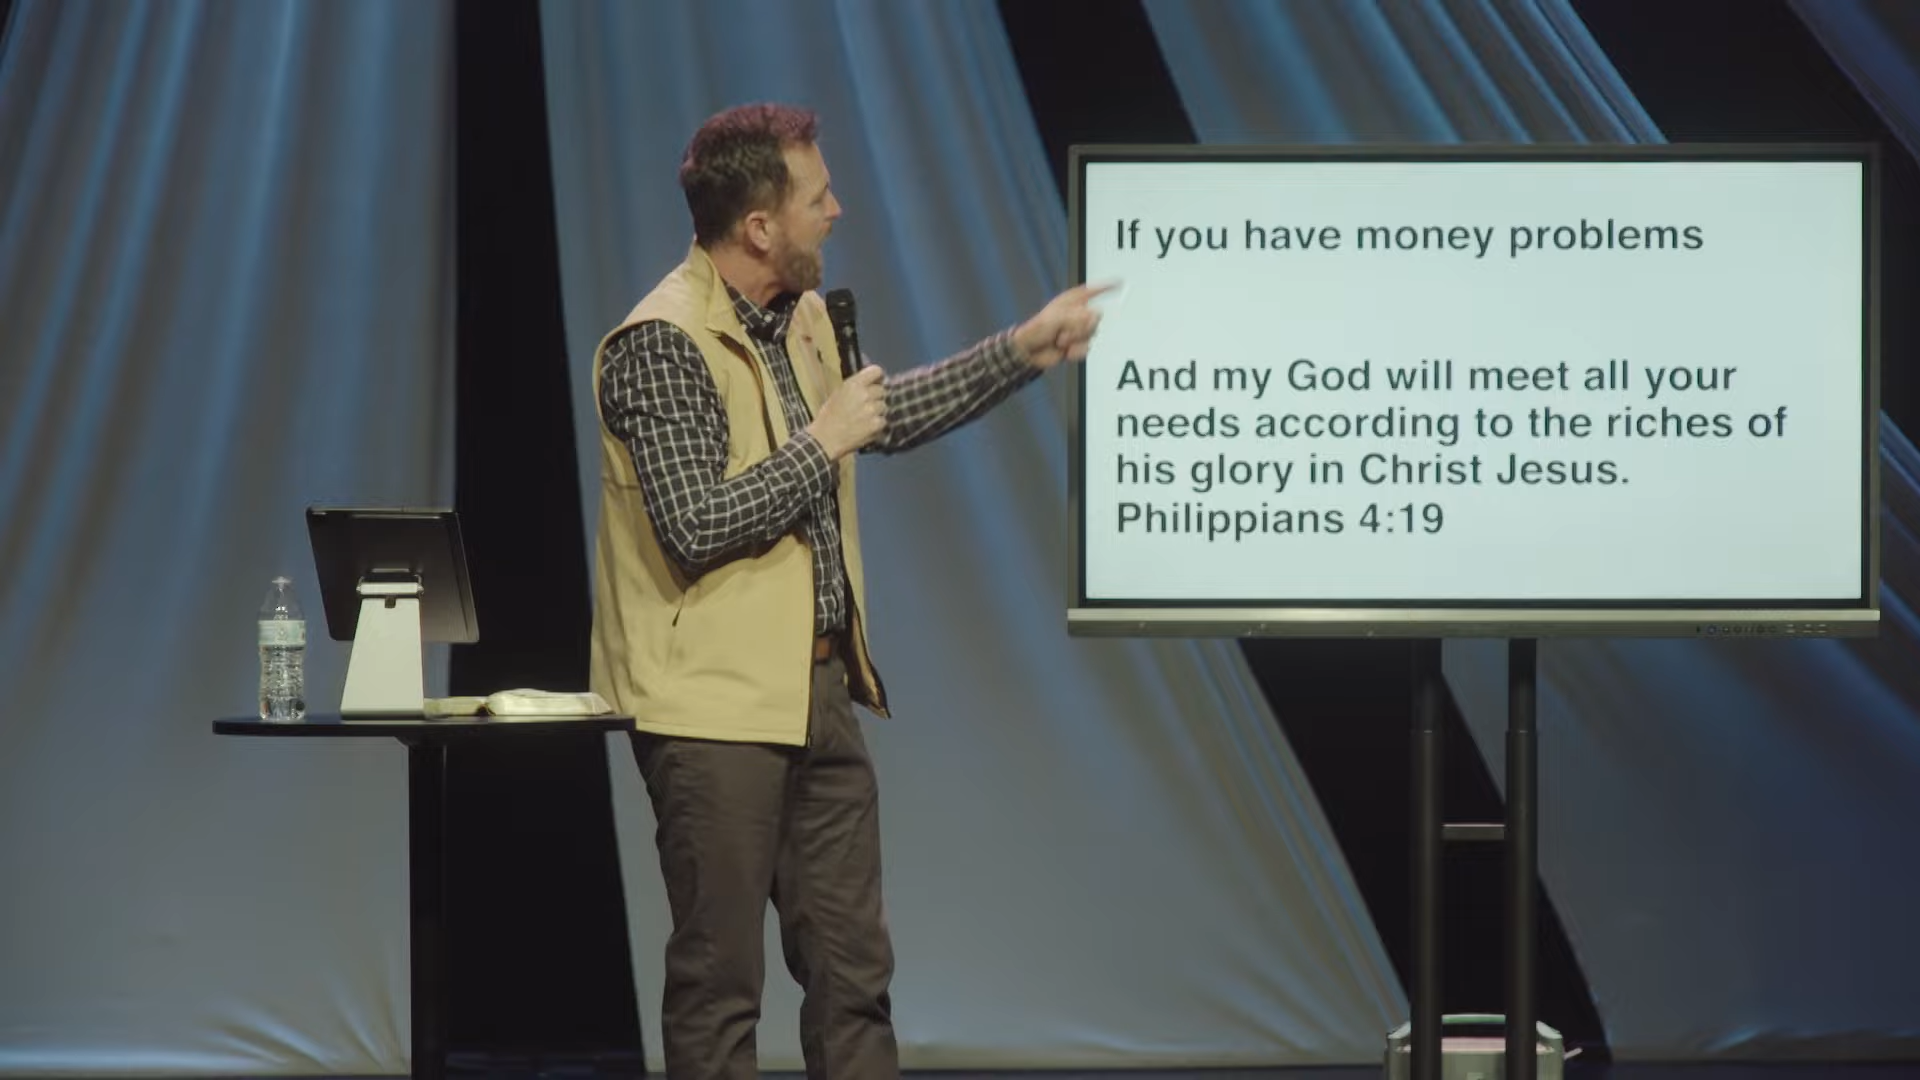 If you have money problems
And my God will meet all your
needs according to the riches of
his glory in Christ Jesus.
Philippians 4:19